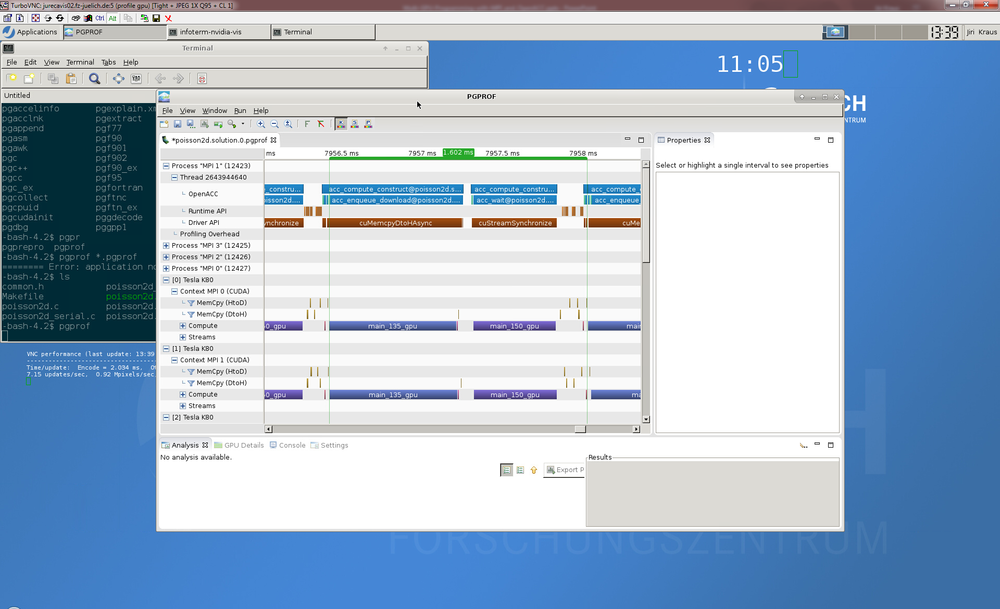 TurboVNC: jurecavis02.fz-juelich.de:5 (profile gpu) [Tight + JPEG 1X Q95 + CL 1]
Ctrl Alt
Applications PGPROF infoterm-nvidia-vis Terminal 13:39 Jiri Kraus
Terminal
File Edit View Terminal Tabs Help
11:05
Untitled
CH
NTRUM
pgaccelinfo pgexplain.xm
pgacclnk pgextract
pgappend pgf77
pgasm pgf90
pgawk pgf901
pgc pgf902
pgc++ pgf90_ex
pgcc pgf95
pgc_ex pgfortran
pgcollect pgftnc
pgcpuid pgftn_ex
pgcudainit pggdecode
pgdbg pggpp1
-bash-4.2$ pgpr
pgprepro pgprof
-bash-4.2$ pgprof *.pgprof
======== Error: application no
-bash-4.2$ ls
common.h poisson2d_
Makefile poisson2d.
poisson2d.c poisson2d.
poisson2d_serial.c poisson2d.
-bash-4.2$ pgprof
VNC performance (last update: 13:39
Time/update: Encode = 2.034 ms, Ot
7.15 updates/sec, 0.92 Mpixels/sec,
PGPROF
File View Window Run Help
K S P
*poisson2d.solution.0.pgprof
ms 7956.5 ms 7957 ms 1.602 ms 7957.5 ms 7958 ms
Process "MPI 1" (12423)
Thread 2643944640
OpenACC
_constru... acc_compute_construct@poisson2d.s... acc_compute_constru... acc_compute_
oisson2d.... acc_enqueue_download@poisson2d.... acc_wait@poisson2d.... acc_enqueue_
Runtime API
Driver API ynchronize cuMemcpyDtoHAsync cuStreamSynchronize cuMe
Profiling Overhead
Process "MPI 3" (12425)
Process "MPI 2" (12426)
Process "MPI 0" (12427)
[0] Tesla K80
Context MPI 0 (CUDA)
MemCpy (HtoD)
MemCpy (DtoH)
Compute 0_gpu main_135_gpu main_150_gpu mai
Streams
[1] Tesla K80
Context MPI 1 (CUDA)
MemCpy (HtoD)
MemCpy (DtoH)
Compute 0_gpu main_135_gpu main_150_gpu ma
Streams
[2] Tesla K80
Properties
Select or highlight a single interval to see properties
Analysis GPU Details Console Settings
No analysis available.
Export P
Results
FORSCHUNGSZENTRUM